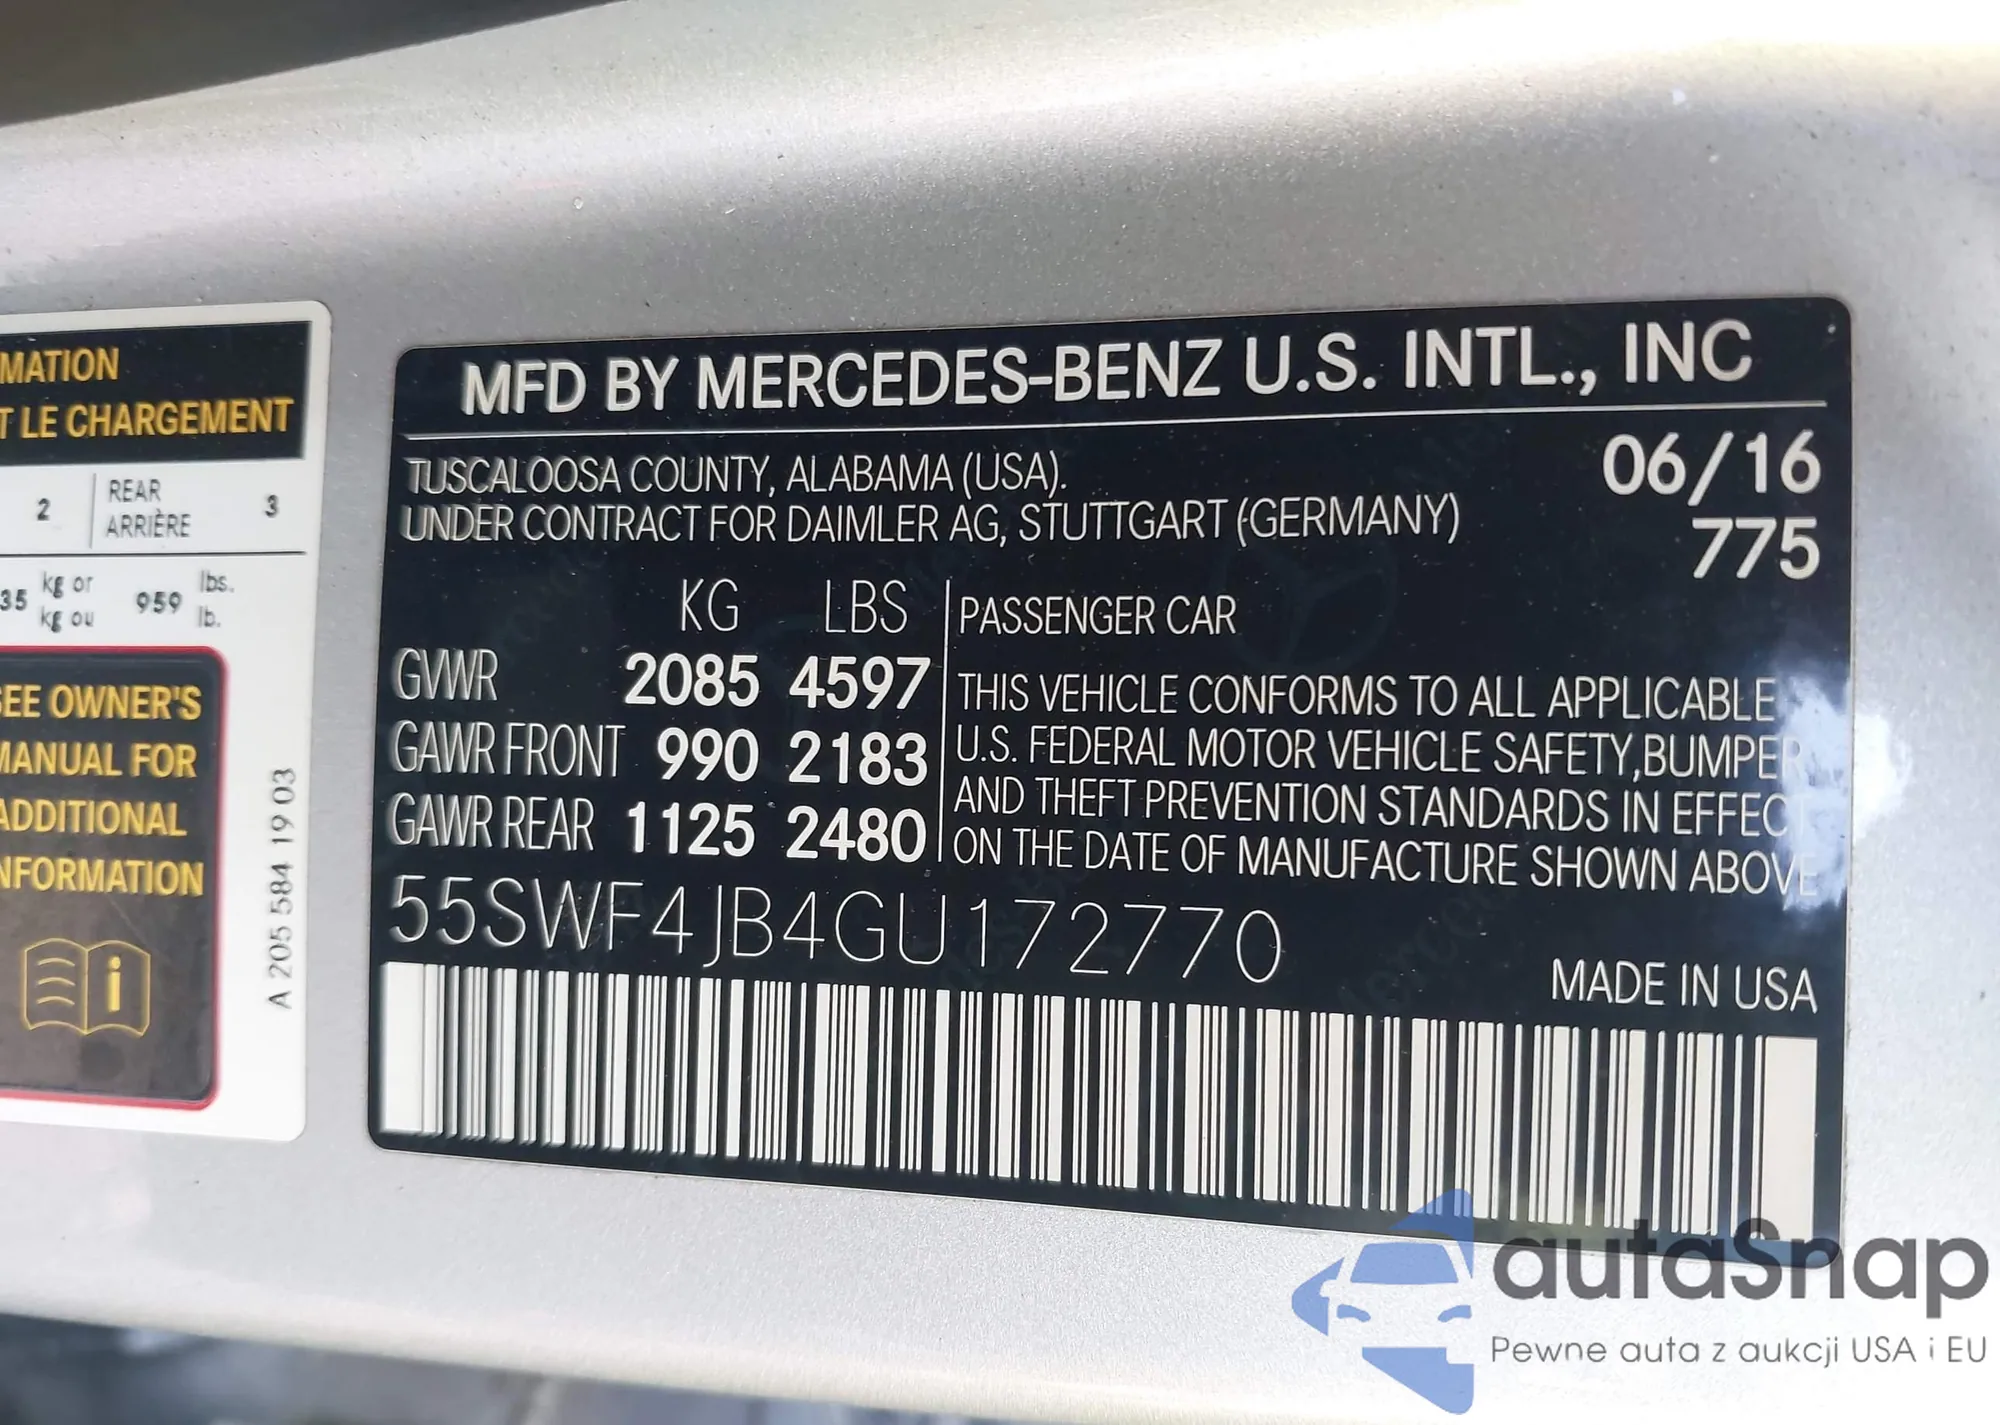 MATION
T LE CHARGEMENT
2 REAR ARRIÈRE 3
35 kg or kg ou 959 lbs. lb.
SEE OWNER'S
MANUAL FOR
ADDITIONAL
INFORMATION
i
A 205 584 19 03
MFD BY MERCEDES-BENZ U.S. INTL., INC
TUSCALOOSA COUNTY, ALABAMA (USA).
UNDER CONTRACT FOR DAIMLER AG, STUTTGART (GERMANY)
06/16
775
KG LBS
GVWR 2085 4597
GAWR FRONT 990 2183
GAWR REAR 1125 2480
PASSENGER CAR
THIS VEHICLE CONFORMS TO ALL APPLICABLE
U.S. FEDERAL MOTOR VEHICLE SAFETY,BUMPER
AND THEFT PREVENTION STANDARDS IN EFFECT
ON THE DATE OF MANUFACTURE SHOWN ABOVE
55SWF4JB4GU172770
MADE IN USA
autaSnap
Pewne auta z aukcji USA i EU